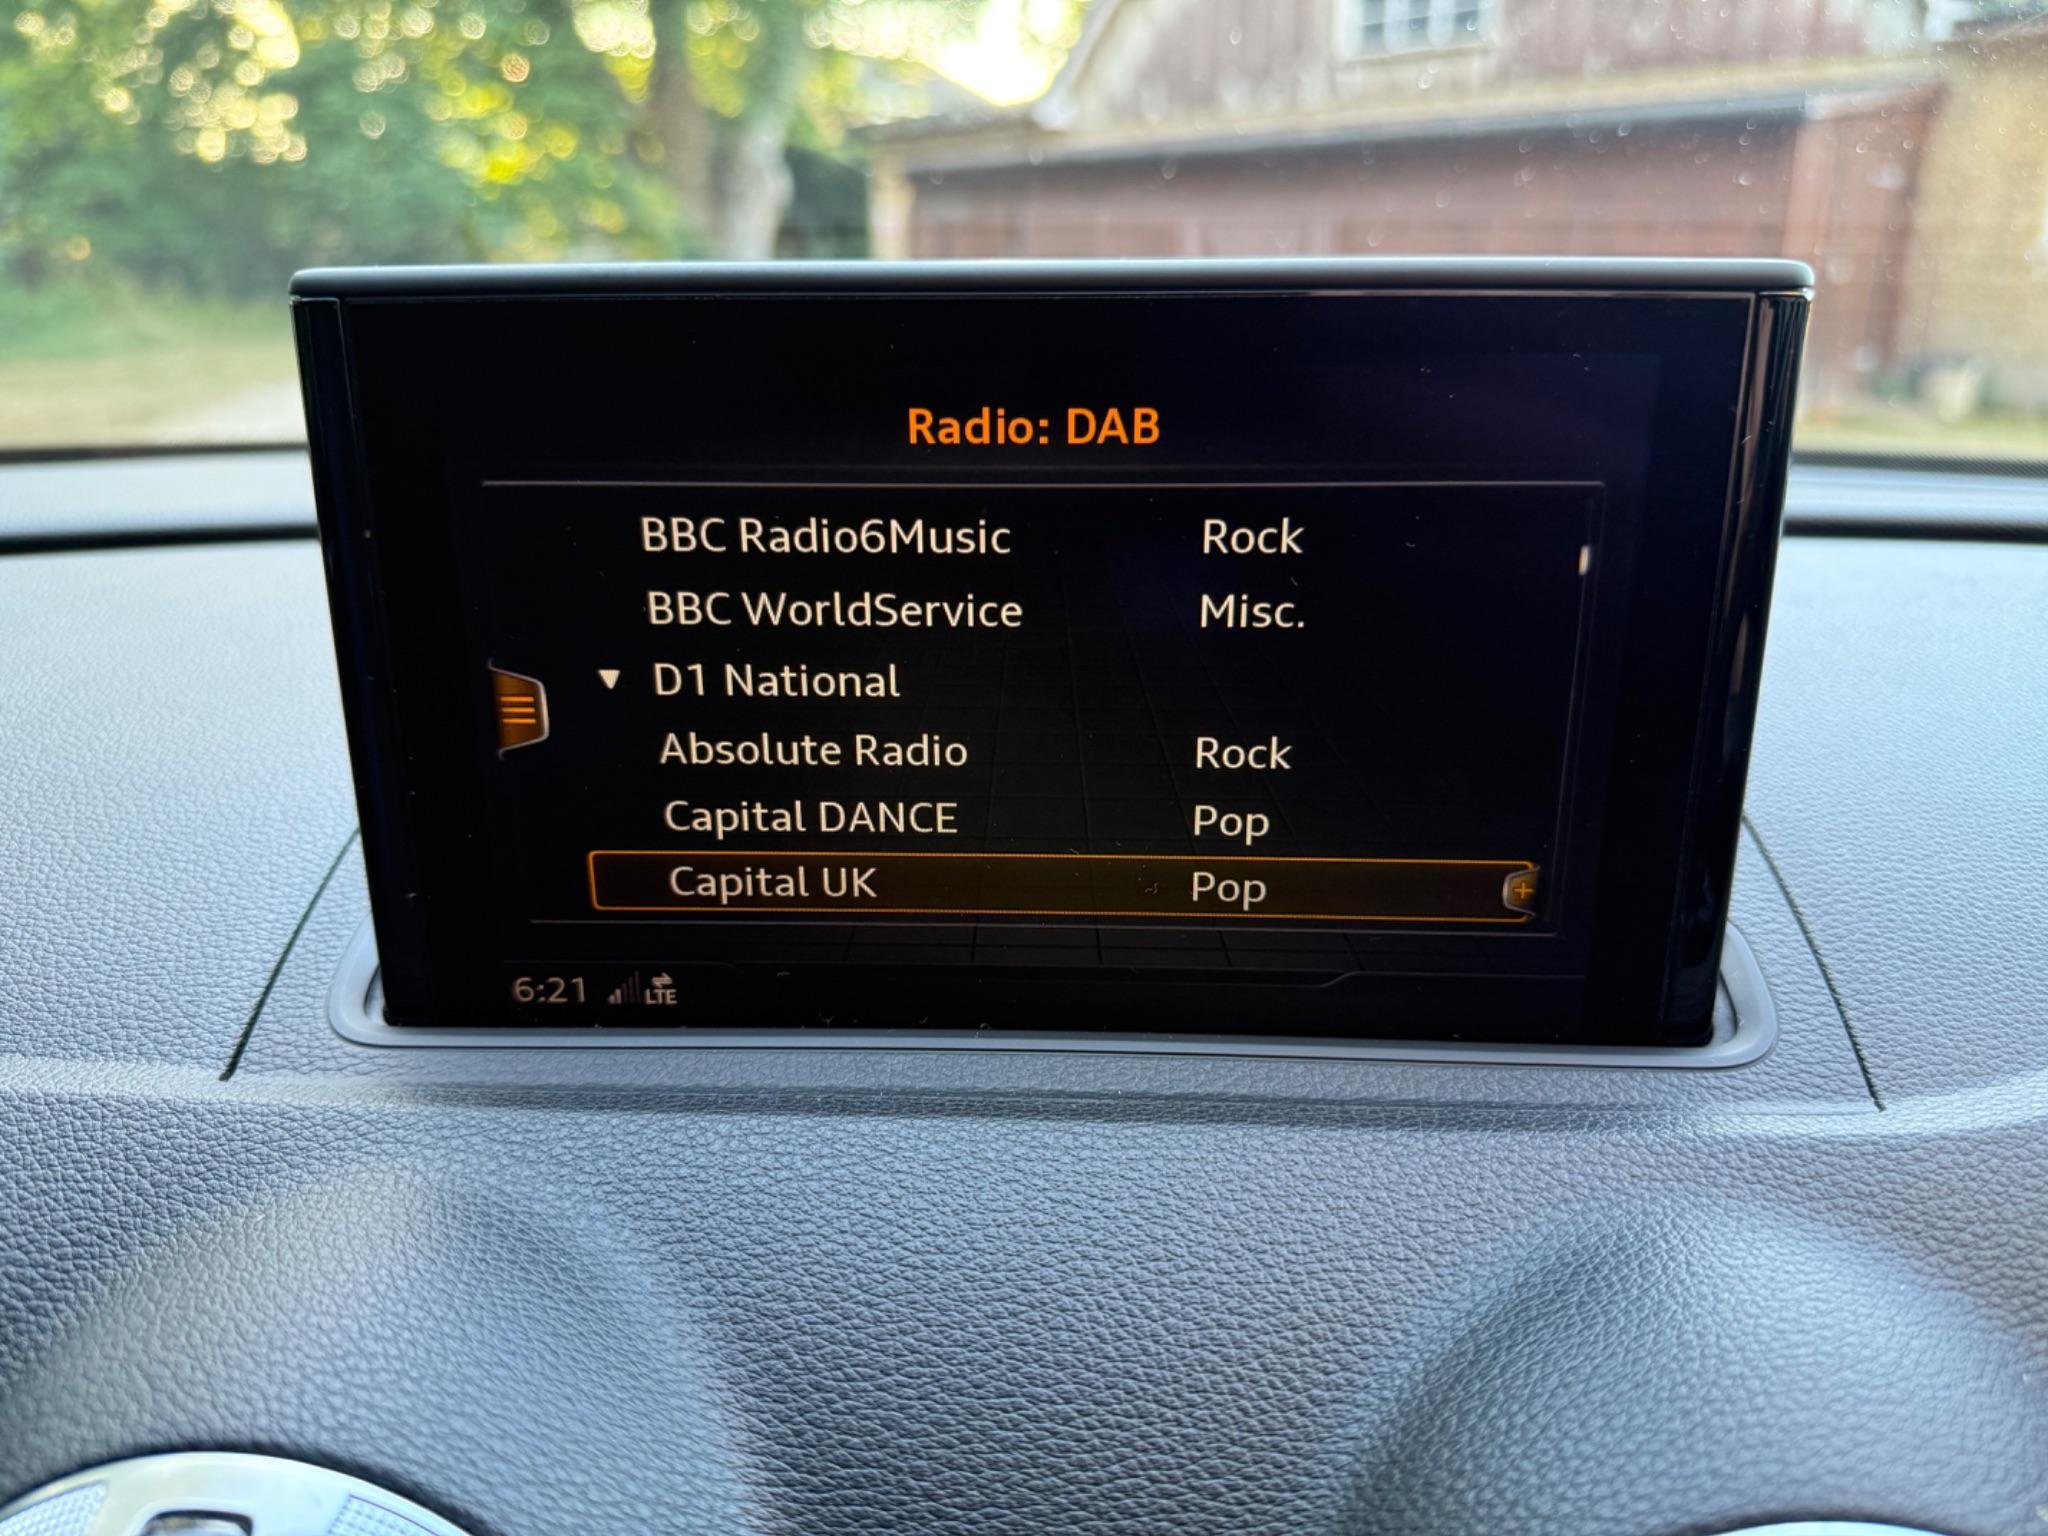 Radio: DAB
BBC Radio6Music Rock
BBC WorldService Misc.
▼ D1 National
Absolute Radio Rock
Capital DANCE Pop
Capital UK Pop
6:21 LTE